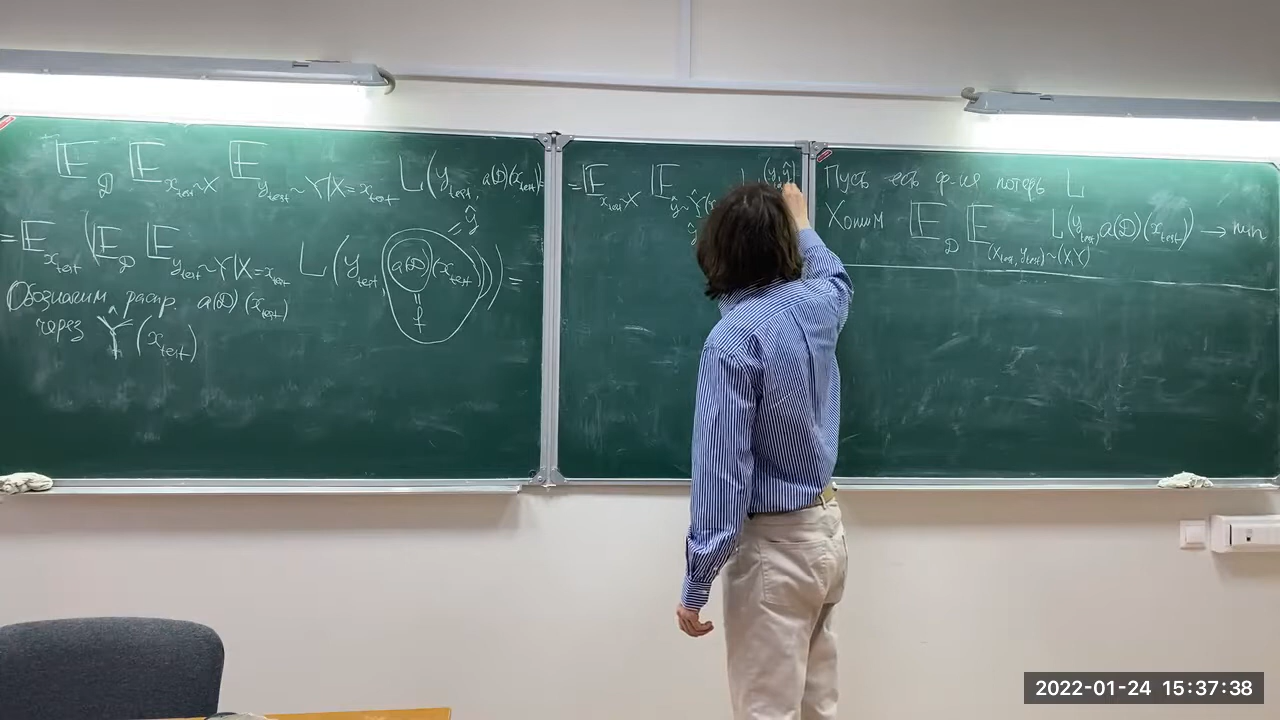 𝔼_D 𝔼_{x_test ~ X} 𝔼_{y_test ~ Y|X = x_test} L(y_test, a(D)(x_test)) =
= 𝔼_{x_test} (𝔼_D 𝔼_{y_test ~ Y|X = x_test} L(y_test, a(D)(x_test))) =
= ŷ
॥
f
Обозначим распр. a(D)(x_test)
через Ŷ(x_test)
= 𝔼_{x_test ~ X} 𝔼_{ŷ ~ Ŷ(x (y, ŷ)
Пусть есть ф-ия потерь L
Хотим 𝔼_D 𝔼_{(x_test, y_test) ~ (X,Y)} L(y_test, a(D)(x_test)) → min
2022-01-24 15:37:38